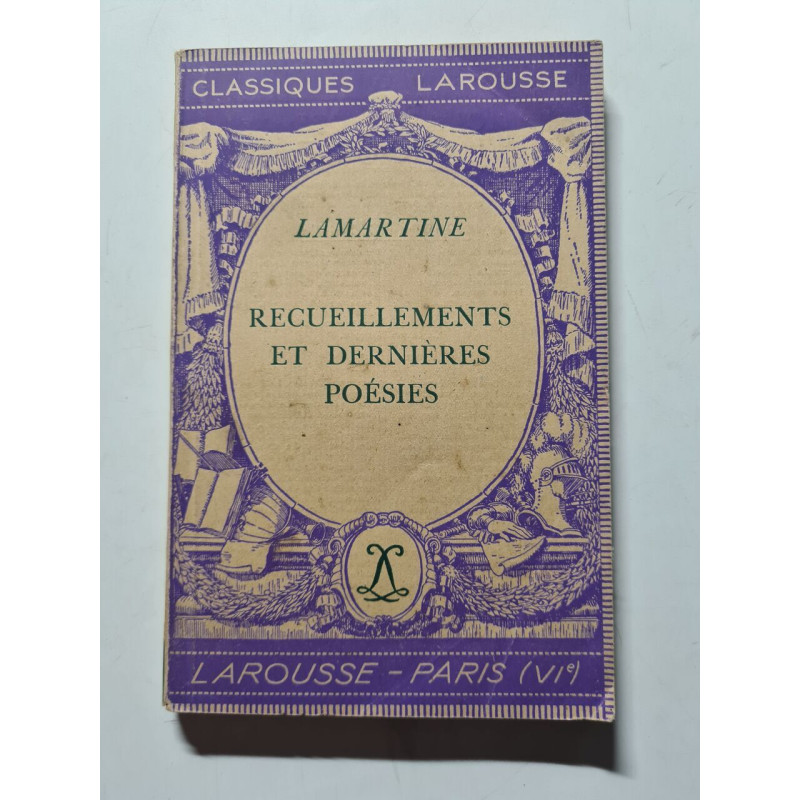 CLASSIQUES LAROUSSE
LAMARTINE
RECUEILLEMENTS
ET DERNIÈRES
POÉSIES
LAROUSSE – PARIS (VIe)